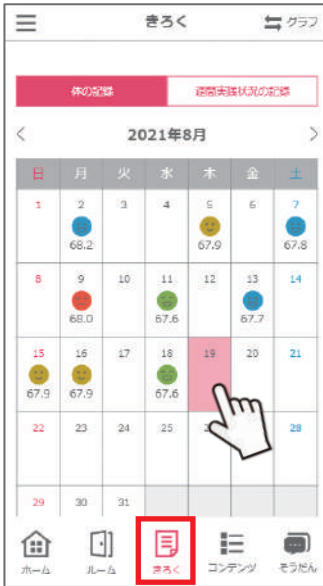 きろく
グラフ
体の記録
週間実践状況の記録
2021年8月
日 月 火 水 木 金 土
1 2 3 4 5 6 7
68.2 67.9 67.8
8 9 10 11 12 13 14
68.0 67.6 67.7
15 16 17 18 19 20 21
67.9 67.9 67.6
22 23 24 25 28
29 30 31
ホーム ルーム きろく コンテンツ そうだん